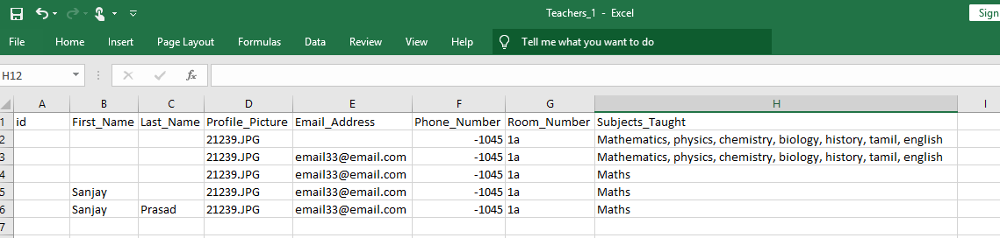 Teachers_1 - Excel
Sign
File Home Insert Page Layout Formulas Data Review View Help Tell me what you want to do
H12 fx
A B C D E F G H I
1 id First_Name Last_Name Profile_Picture Email_Address Phone_Number Room_Number Subjects_Taught
2 21239.JPG -1045 1a Mathematics, physics, chemistry, biology, history, tamil, english
3 21239.JPG email33@email.com -1045 1a Mathematics, physics, chemistry, biology, history, tamil, english
4 21239.JPG email33@email.com -1045 1a Maths
5 Sanjay 21239.JPG email33@email.com -1045 1a Maths
6 Sanjay Prasad 21239.JPG email33@email.com -1045 1a Maths
7